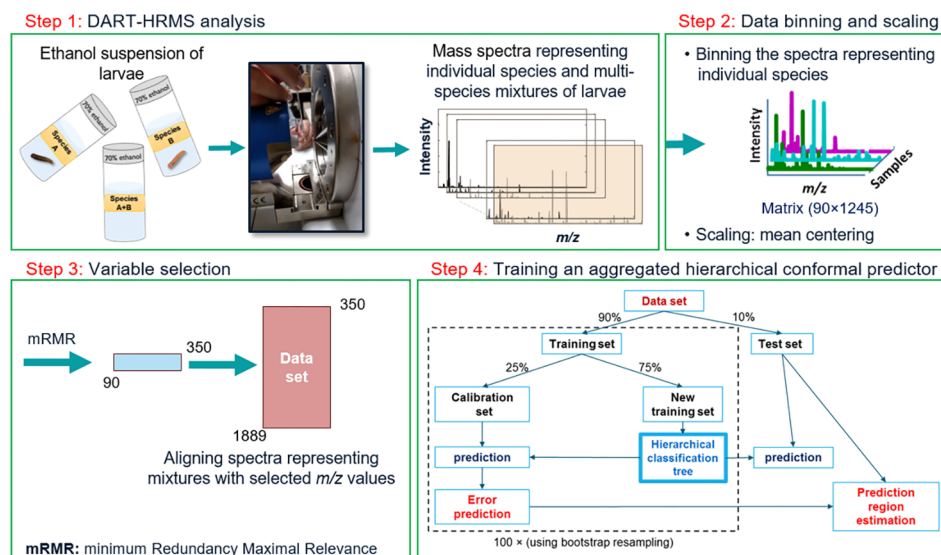 Step 1: DART-HRMS analysis
Ethanol suspension of
larvae
70% ethanol
Species
A
70% ethanol
Species
B
70% ethanol
Species
A+B
Mass spectra representing
individual species and multi-
species mixtures of larvae
Intensity
m/z
Step 2: Data binning and scaling
• Binning the spectra representing
individual species
Intensity
m/z
Samples
Matrix (90×1245)
• Scaling: mean centering
Step 3: Variable selection
mRMR
90
350
350
Data
set
1889
Aligning spectra representing
mixtures with selected m/z values
mRMR: minimum Redundancy Maximal Relevance
Step 4: Training an aggregated hierarchical conformal predictor
Data set
90%
10%
Training set
Test set
25%
75%
Calibration
set
New
training set
prediction
Hierarchical
classification
tree
prediction
Error
prediction
Prediction
region
estimation
100 × (using bootstrap resampling)